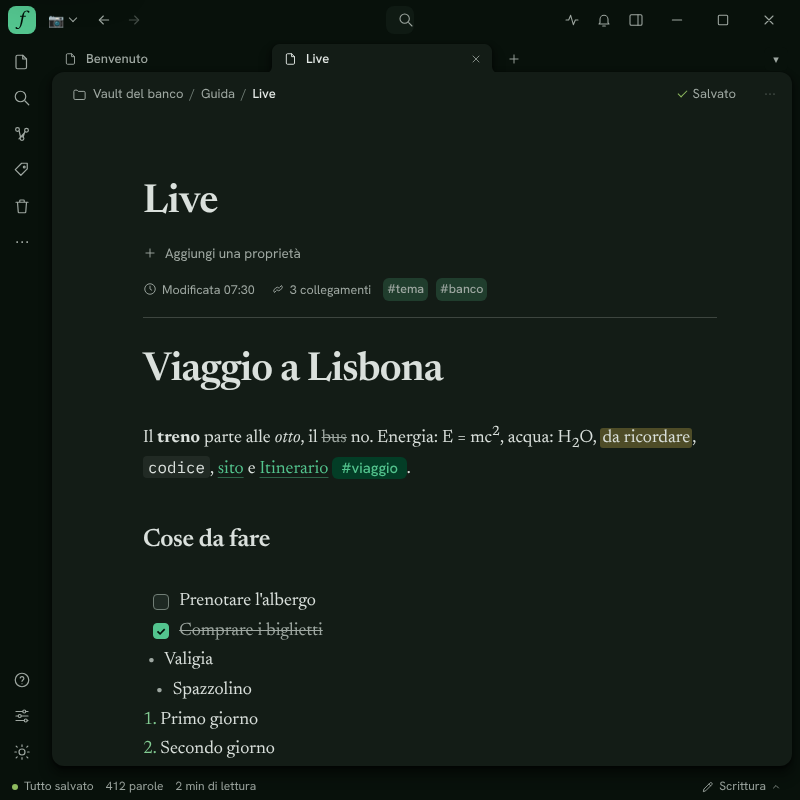 f
Benvenuto
Live
Vault del banco / Guida / Live
Salvato
Live
Aggiungi una proprietà
Modificata 07:30 3 collegamenti #tema #banco
Viaggio a Lisbona
Il treno parte alle otto, il bus no. Energia: E = mc², acqua: H₂O, da ricordare,
codice, sito e Itinerario #viaggio.
Cose da fare
Prenotare l'albergo
Comprare i biglietti
• Valigia
• Spazzolino
1. Primo giorno
2. Secondo giorno
Tutto salvato 412 parole 2 min di lettura
Scrittura